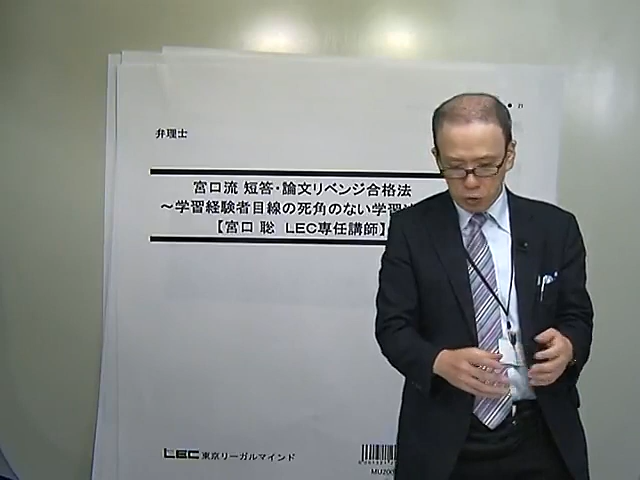 弁理士
宮口流 短答・論文リベンジ合格法
～学習経験者目線の死角のない学習
【宮口 聡 LEC専任講師】
LEC東京リーガルマインド